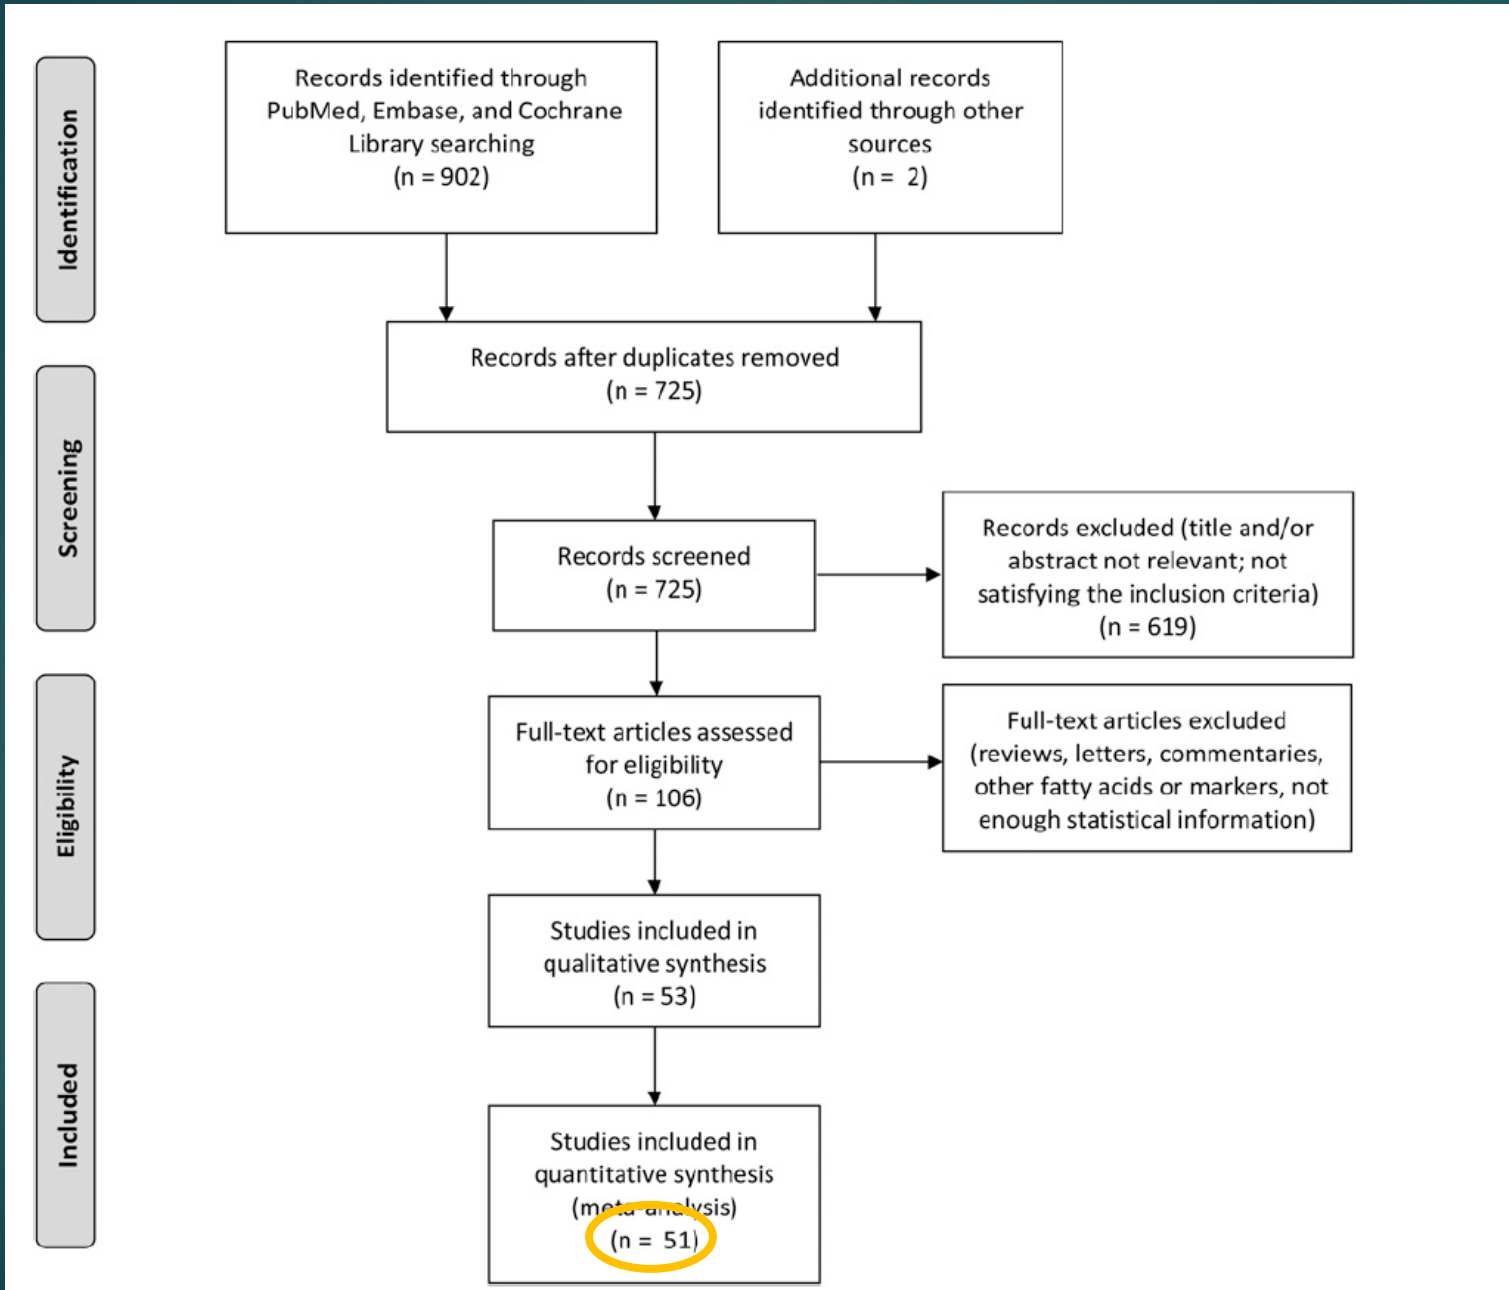 Identification
Records identified through
PubMed, Embase, and Cochrane
Library searching
(n = 902)
Additional records
identified through other
sources
(n =  2)
Records after duplicates removed
(n = 725)
Screening
Records screened
(n = 725)
Records excluded (title and/or
abstract not relevant; not
satisfying the inclusion criteria)
(n = 619)
Eligibility
Full-text articles assessed
for eligibility
(n = 106)
Full-text articles excluded
(reviews, letters, commentaries,
other fatty acids or markers, not
enough statistical information)
Studies included in
qualitative synthesis
(n = 53)
Included
Studies included in
quantitative synthesis
(meta-analysis)
(n =  51)